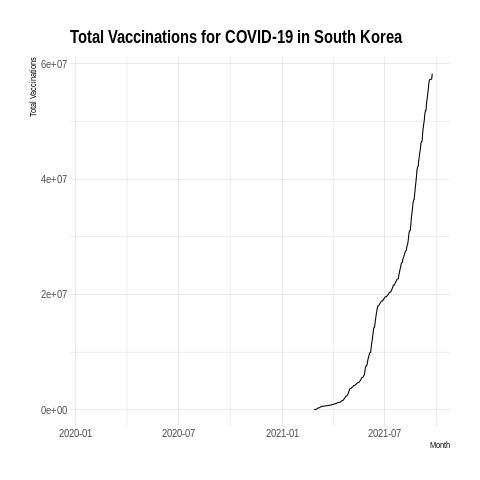 Total Vaccinations for COVID-19 in South Korea
Total Vaccinations
6e+07
4e+07
2e+07
0e+00
2020-01 2020-07 2021-01 2021-07
Month